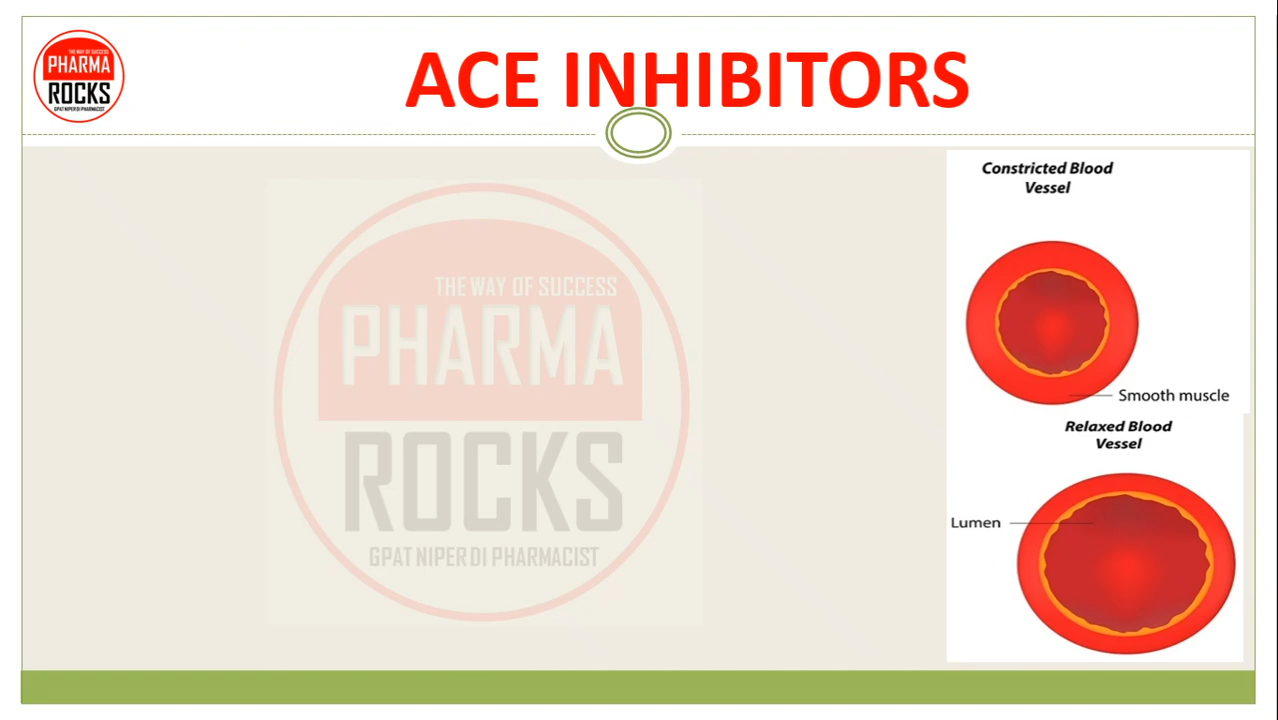 THE WAY OF SUCCESS
PHARMA
ROCKS
GPAT NIPER DI PHARMACIST
ACE INHIBITORS
THE WAY OF SUCCESS
PHARMA
ROCKS
GPAT NIPER DI PHARMACIST
Constricted Blood
Vessel
Smooth muscle
Relaxed Blood
Vessel
Lumen